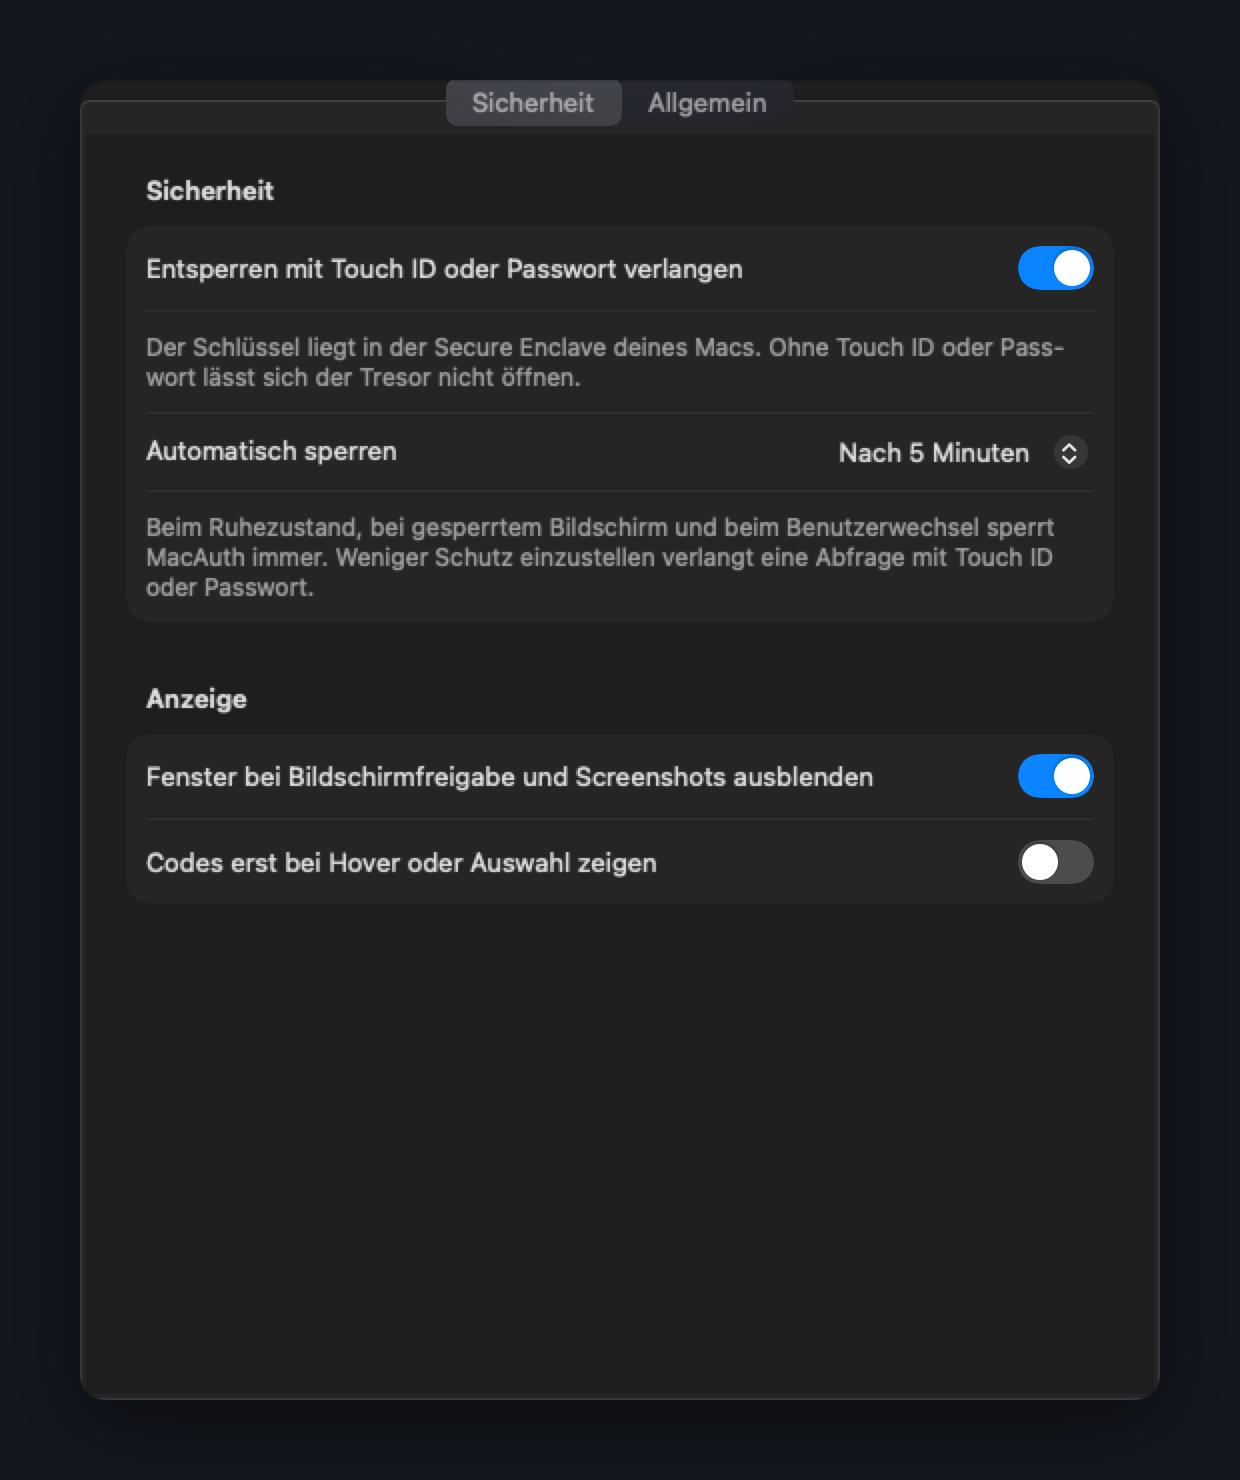 Sicherheit Allgemein
Sicherheit
Entsperren mit Touch ID oder Passwort verlangen
Der Schlüssel liegt in der Secure Enclave deines Macs. Ohne Touch ID oder Pass-
wort lässt sich der Tresor nicht öffnen.
Automatisch sperren Nach 5 Minuten
Beim Ruhezustand, bei gesperrtem Bildschirm und beim Benutzerwechsel sperrt
MacAuth immer. Weniger Schutz einzustellen verlangt eine Abfrage mit Touch ID
oder Passwort.
Anzeige
Fenster bei Bildschirmfreigabe und Screenshots ausblenden
Codes erst bei Hover oder Auswahl zeigen